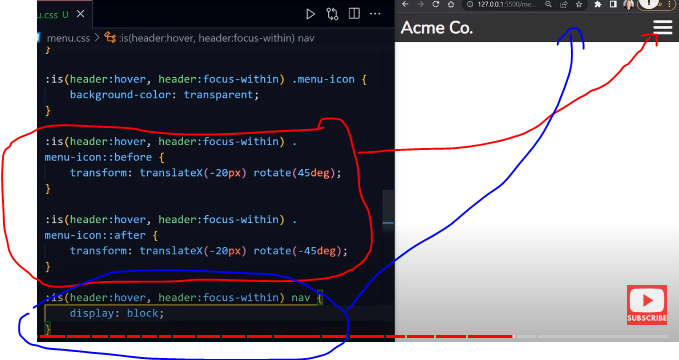 u.css U
menu.css > :is(header:hover, header:focus-within) nav
}
:is(header:hover, header:focus-within) .menu-icon {
background-color: transparent;
}
:is(header:hover, header:focus-within) .
menu-icon::before {
transform: translateX(-20px) rotate(45deg);
}
:is(header:hover, header:focus-within) .
menu-icon::after {
transform: translateX(-20px) rotate(-45deg);
}
:is(header:hover, header:focus-within) nav {
display: block;
}
127.0.0.1:5500/men
Acme Co.
SUBSCRIBE